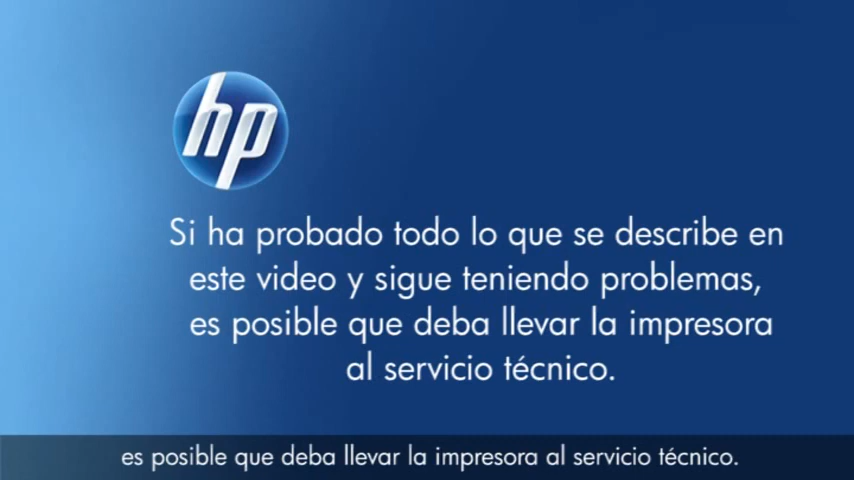 hp
Si ha probado todo lo que se describe en
este video y sigue teniendo problemas,
es posible que deba llevar la impresora
al servicio técnico.
es posible que deba llevar la impresora al servicio técnico.